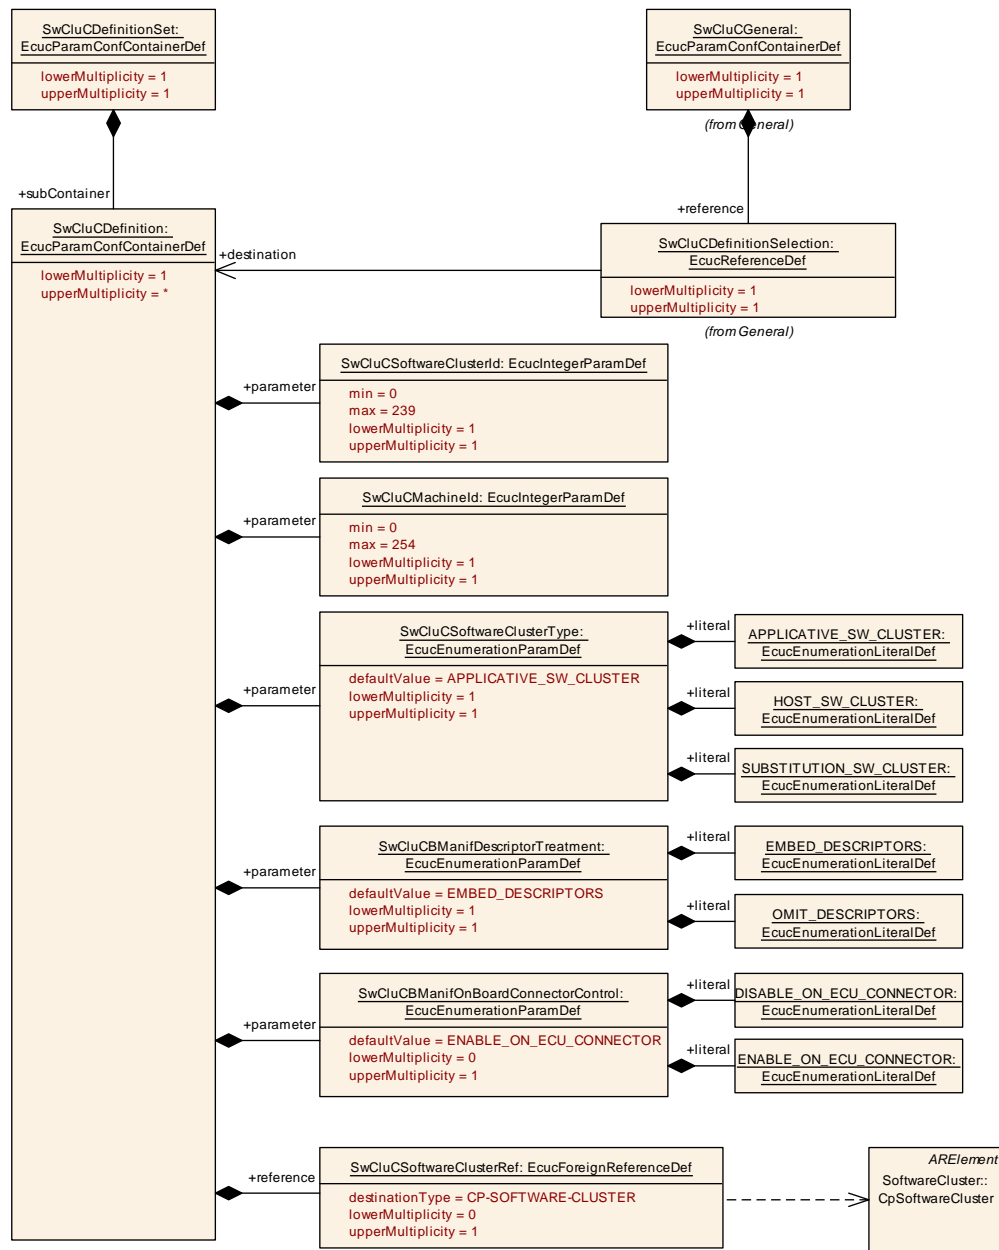 SwCluCDefinitionSet:
EcucParamConfContainerDef
lowerMultiplicity = 1
upperMultiplicity = 1
SwCluCGeneral:
EcucParamConfContainerDef
lowerMultiplicity = 1
upperMultiplicity = 1
(from General)
+subContainer
+reference
SwCluCDefinition:
EcucParamConfContainerDef
lowerMultiplicity = 1
upperMultiplicity = *
+destination
SwCluCDefinitionSelection:
EcucReferenceDef
lowerMultiplicity = 1
upperMultiplicity = 1
(from General)
+parameter
SwCluCSoftwareClusterId: EcucIntegerParamDef
min = 0
max = 239
lowerMultiplicity = 1
upperMultiplicity = 1
+parameter
SwCluCMachineId: EcucIntegerParamDef
min = 0
max = 254
lowerMultiplicity = 1
upperMultiplicity = 1
+parameter
SwCluCSoftwareClusterType:
EcucEnumerationParamDef
defaultValue = APPLICATIVE_SW_CLUSTER
lowerMultiplicity = 1
upperMultiplicity = 1
+literal
APPLICATIVE_SW_CLUSTER:
EcucEnumerationLiteralDef
+literal
HOST_SW_CLUSTER:
EcucEnumerationLiteralDef
+literal
SUBSTITUTION_SW_CLUSTER:
EcucEnumerationLiteralDef
+parameter
SwCluCBManifDescriptorTreatment:
EcucEnumerationParamDef
defaultValue = EMBED_DESCRIPTORS
lowerMultiplicity = 1
upperMultiplicity = 1
+literal
EMBED_DESCRIPTORS:
EcucEnumerationLiteralDef
+literal
OMIT_DESCRIPTORS:
EcucEnumerationLiteralDef
+parameter
SwCluCBManifOnBoardConnectorControl:
EcucEnumerationParamDef
defaultValue = ENABLE_ON_ECU_CONNECTOR
lowerMultiplicity = 0
upperMultiplicity = 1
+literal
DISABLE_ON_ECU_CONNECTOR:
EcucEnumerationLiteralDef
+literal
ENABLE_ON_ECU_CONNECTOR:
EcucEnumerationLiteralDef
+reference
SwCluCSoftwareClusterRef: EcucForeignReferenceDef
destinationType = CP-SOFTWARE-CLUSTER
lowerMultiplicity = 0
upperMultiplicity = 1
ARElement
SoftwareCluster::
CpSoftwareCluster